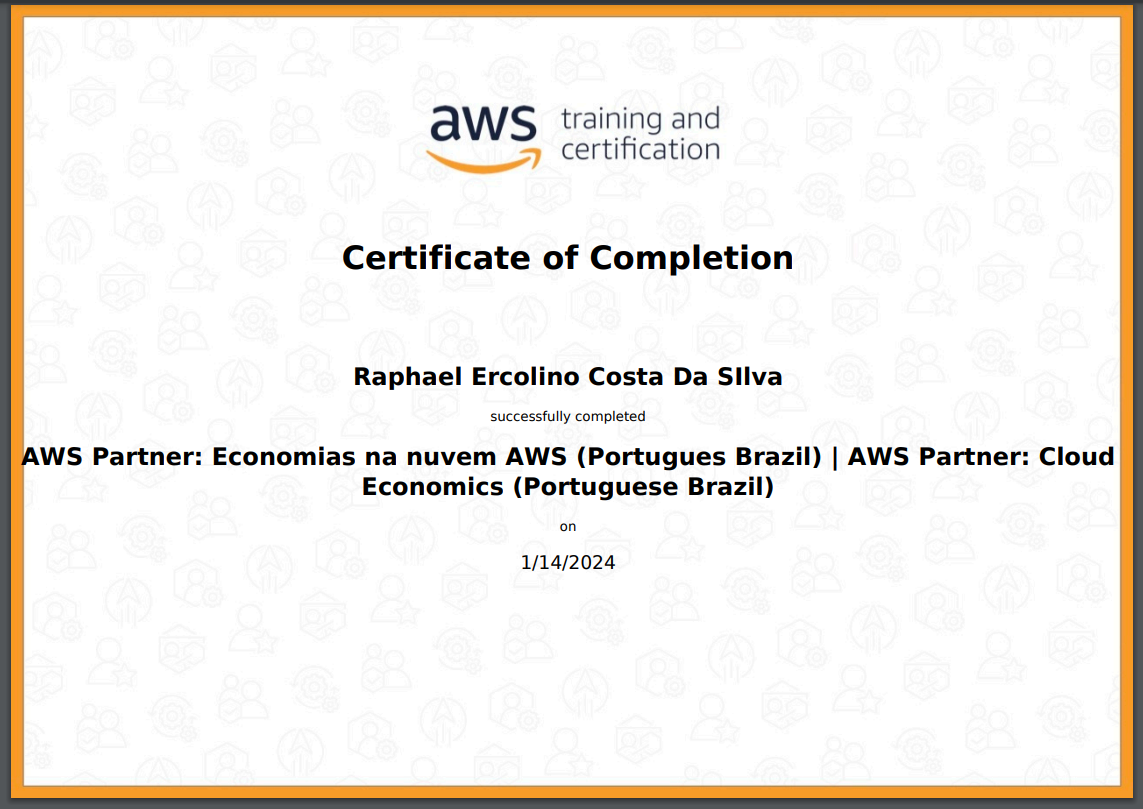 aws training and
certification
Certificate of Completion
Raphael Ercolino Costa Da SIlva
successfully completed
AWS Partner: Economias na nuvem AWS (Portugues Brazil) | AWS Partner: Cloud
Economics (Portuguese Brazil)
on
1/14/2024